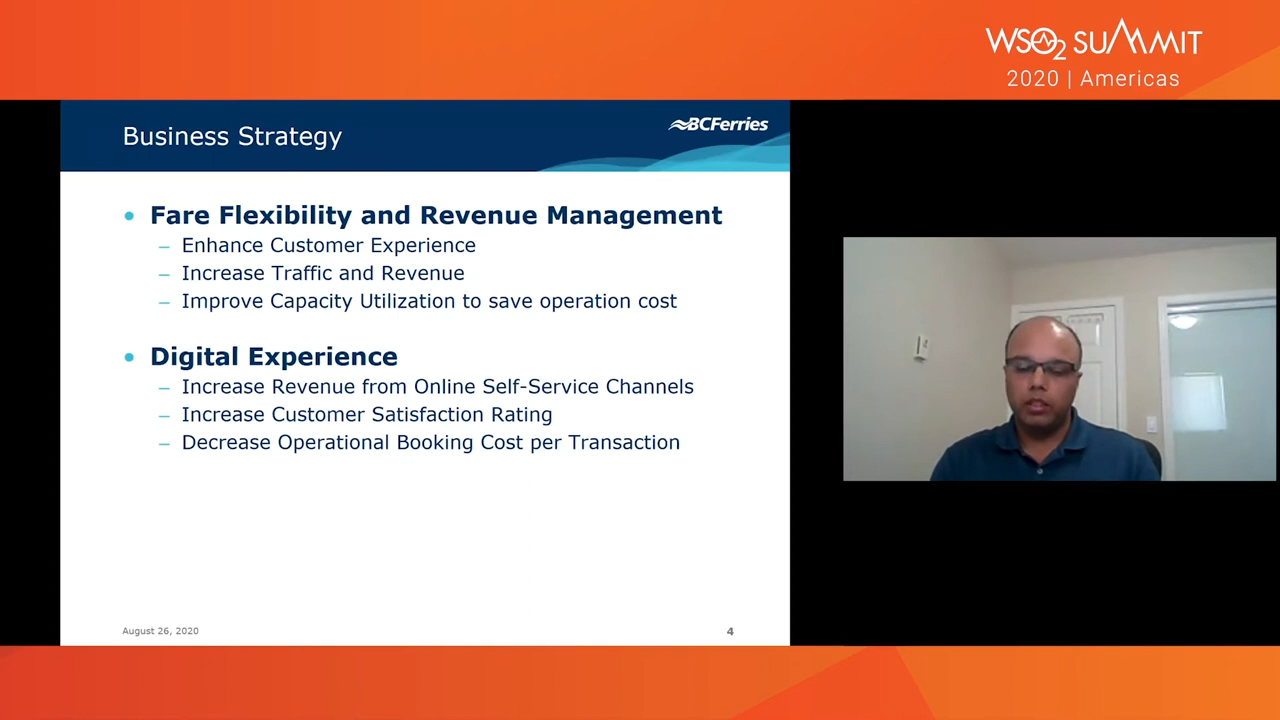 WSO2 SUMMIT
2020 | Americas
Business Strategy
BCFerries
• Fare Flexibility and Revenue Management
– Enhance Customer Experience
– Increase Traffic and Revenue
– Improve Capacity Utilization to save operation cost
• Digital Experience
– Increase Revenue from Online Self-Service Channels
– Increase Customer Satisfaction Rating
– Decrease Operational Booking Cost per Transaction
August 26, 2020
4